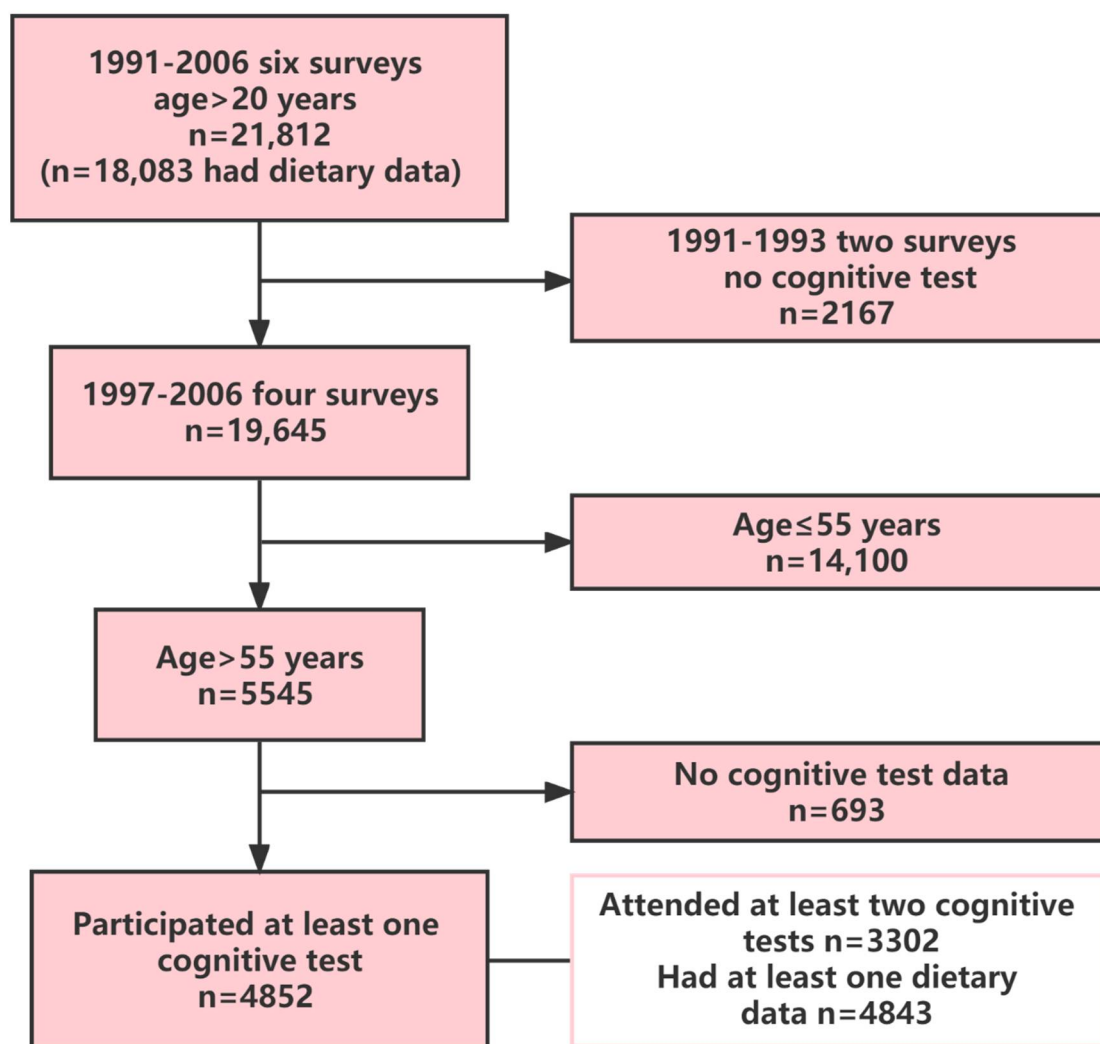 1991-2006 six surveys
age>20 years
n=21,812
(n=18,083 had dietary data)
1991-1993 two surveys
no cognitive test
n=2167
1997-2006 four surveys
n=19,645
Age≤55 years
n=14,100
Age>55 years
n=5545
No cognitive test data
n=693
Participated at least one
cognitive test
n=4852
Attended at least two cognitive
tests n=3302
Had at least one dietary
data n=4843